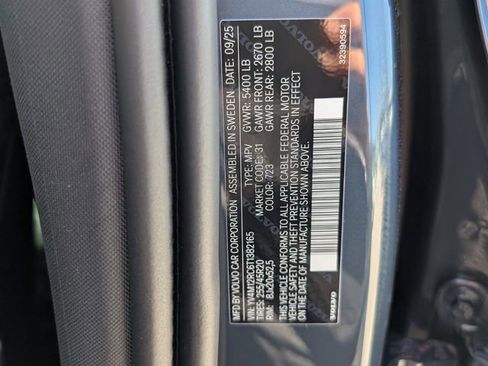 MFD BY VOLVO CAR CORPORATION ASSEMBLED IN SWEDEN DATE: 09/25
VIN: YV4M12RC6T1382165 TYPE: MPV GVWR: 5400 LB
TIRES: 255/45R20 MARKET CODE: 31 GAWR FRONT: 2670 LB
RIM: 8Jx20x52,5 COLOR: 723 GAWR REAR: 2800 LB
THIS VEHICLE CONFORMS TO ALL APPLICABLE FEDERAL MOTOR
VEHICLE SAFETY AND THEFT PREVENTION STANDARDS IN EFFECT
ON THE DATE OF MANUFACTURE SHOWN ABOVE.
VOLVO 32390594